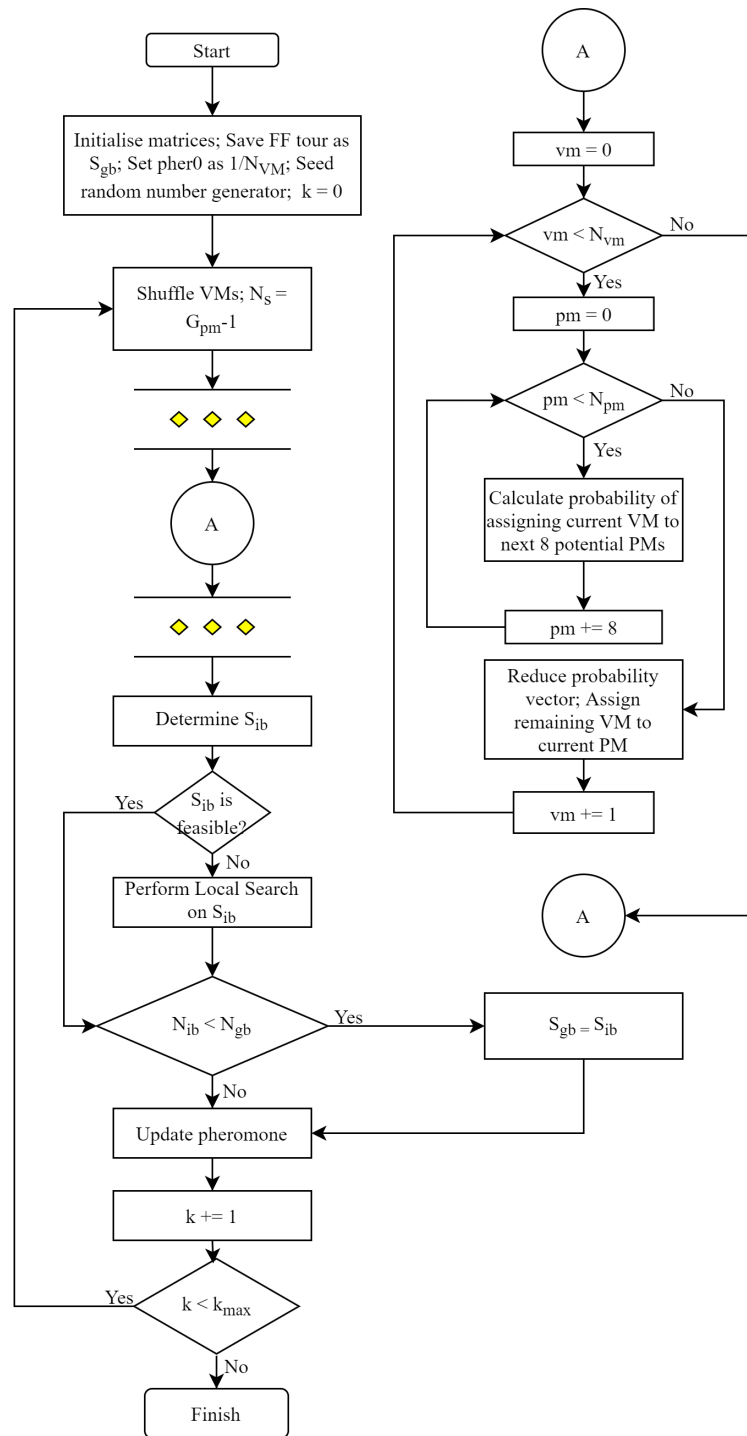 Start
Initialise matrices; Save FF tour as
S_gb; Set pher0 as 1/N_VM; Seed
random number generator;  k = 0
Shuffle VMs; N_s =
G_pm-1
A
Determine S_ib
S_ib is
feasible?
Yes
No
Perform Local Search
on S_ib
N_ib < N_gb
Yes
No
S_gb = S_ib
Update pheromone
k += 1
k < k_max
Yes
No
Finish
A
vm = 0
vm < N_vm
No
Yes
pm = 0
pm < N_pm
No
Yes
Calculate probability of
assigning current VM to
next 8 potential PMs
pm += 8
Reduce probability
vector; Assign
remaining VM to
current PM
vm += 1
A